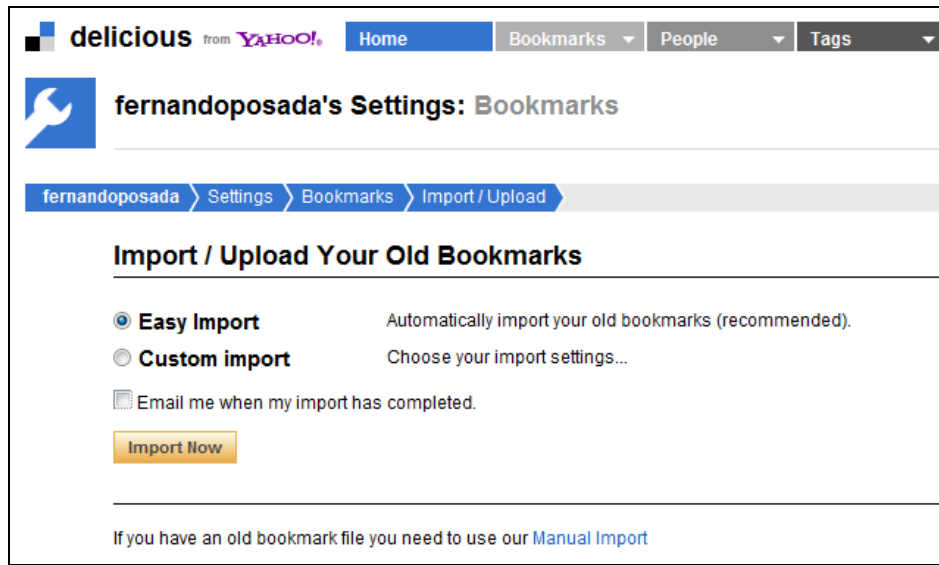 delicious from YAHOO!. Home Bookmarks People Tags
fernandoposada's Settings: Bookmarks
fernandoposada Settings Bookmarks Import / Upload
Import / Upload Your Old Bookmarks
Easy Import Automatically import your old bookmarks (recommended).
Custom import Choose your import settings...
Email me when my import has completed.
Import Now
If you have an old bookmark file you need to use our Manual Import